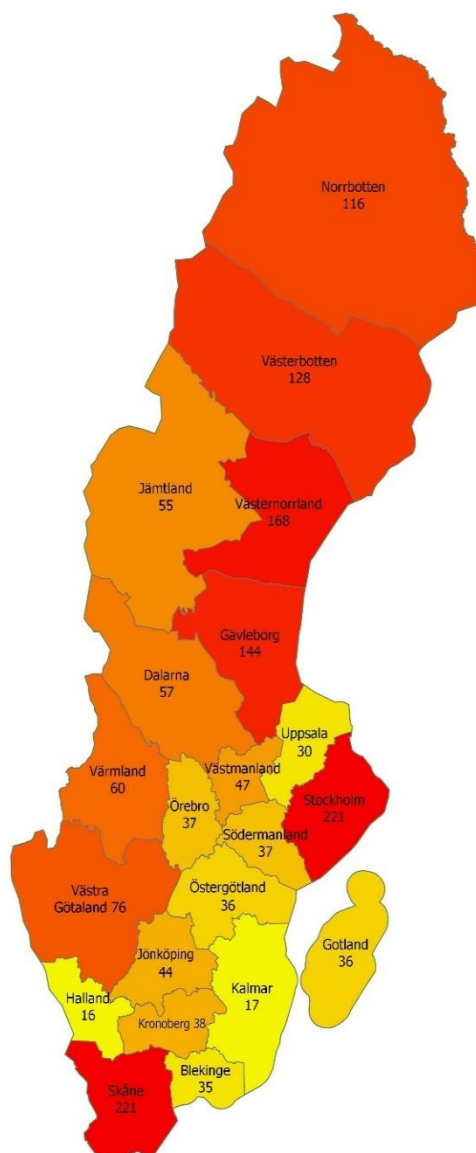 Norrbotten
116
Västerbotten
128
Jämtland
55
Västernorrland
168
Gävleborg
144
Dalarna
57
Uppsala
30
Värmland
60
Västmanland
47
Örebro
37
Stockholm
221
Södermanland
37
Västra
Götaland 76
Östergötland
36
Gotland
36
Jönköping
44
Kalmar
17
Halland
16
Kronoberg 38
Blekinge
35
Skåne
221